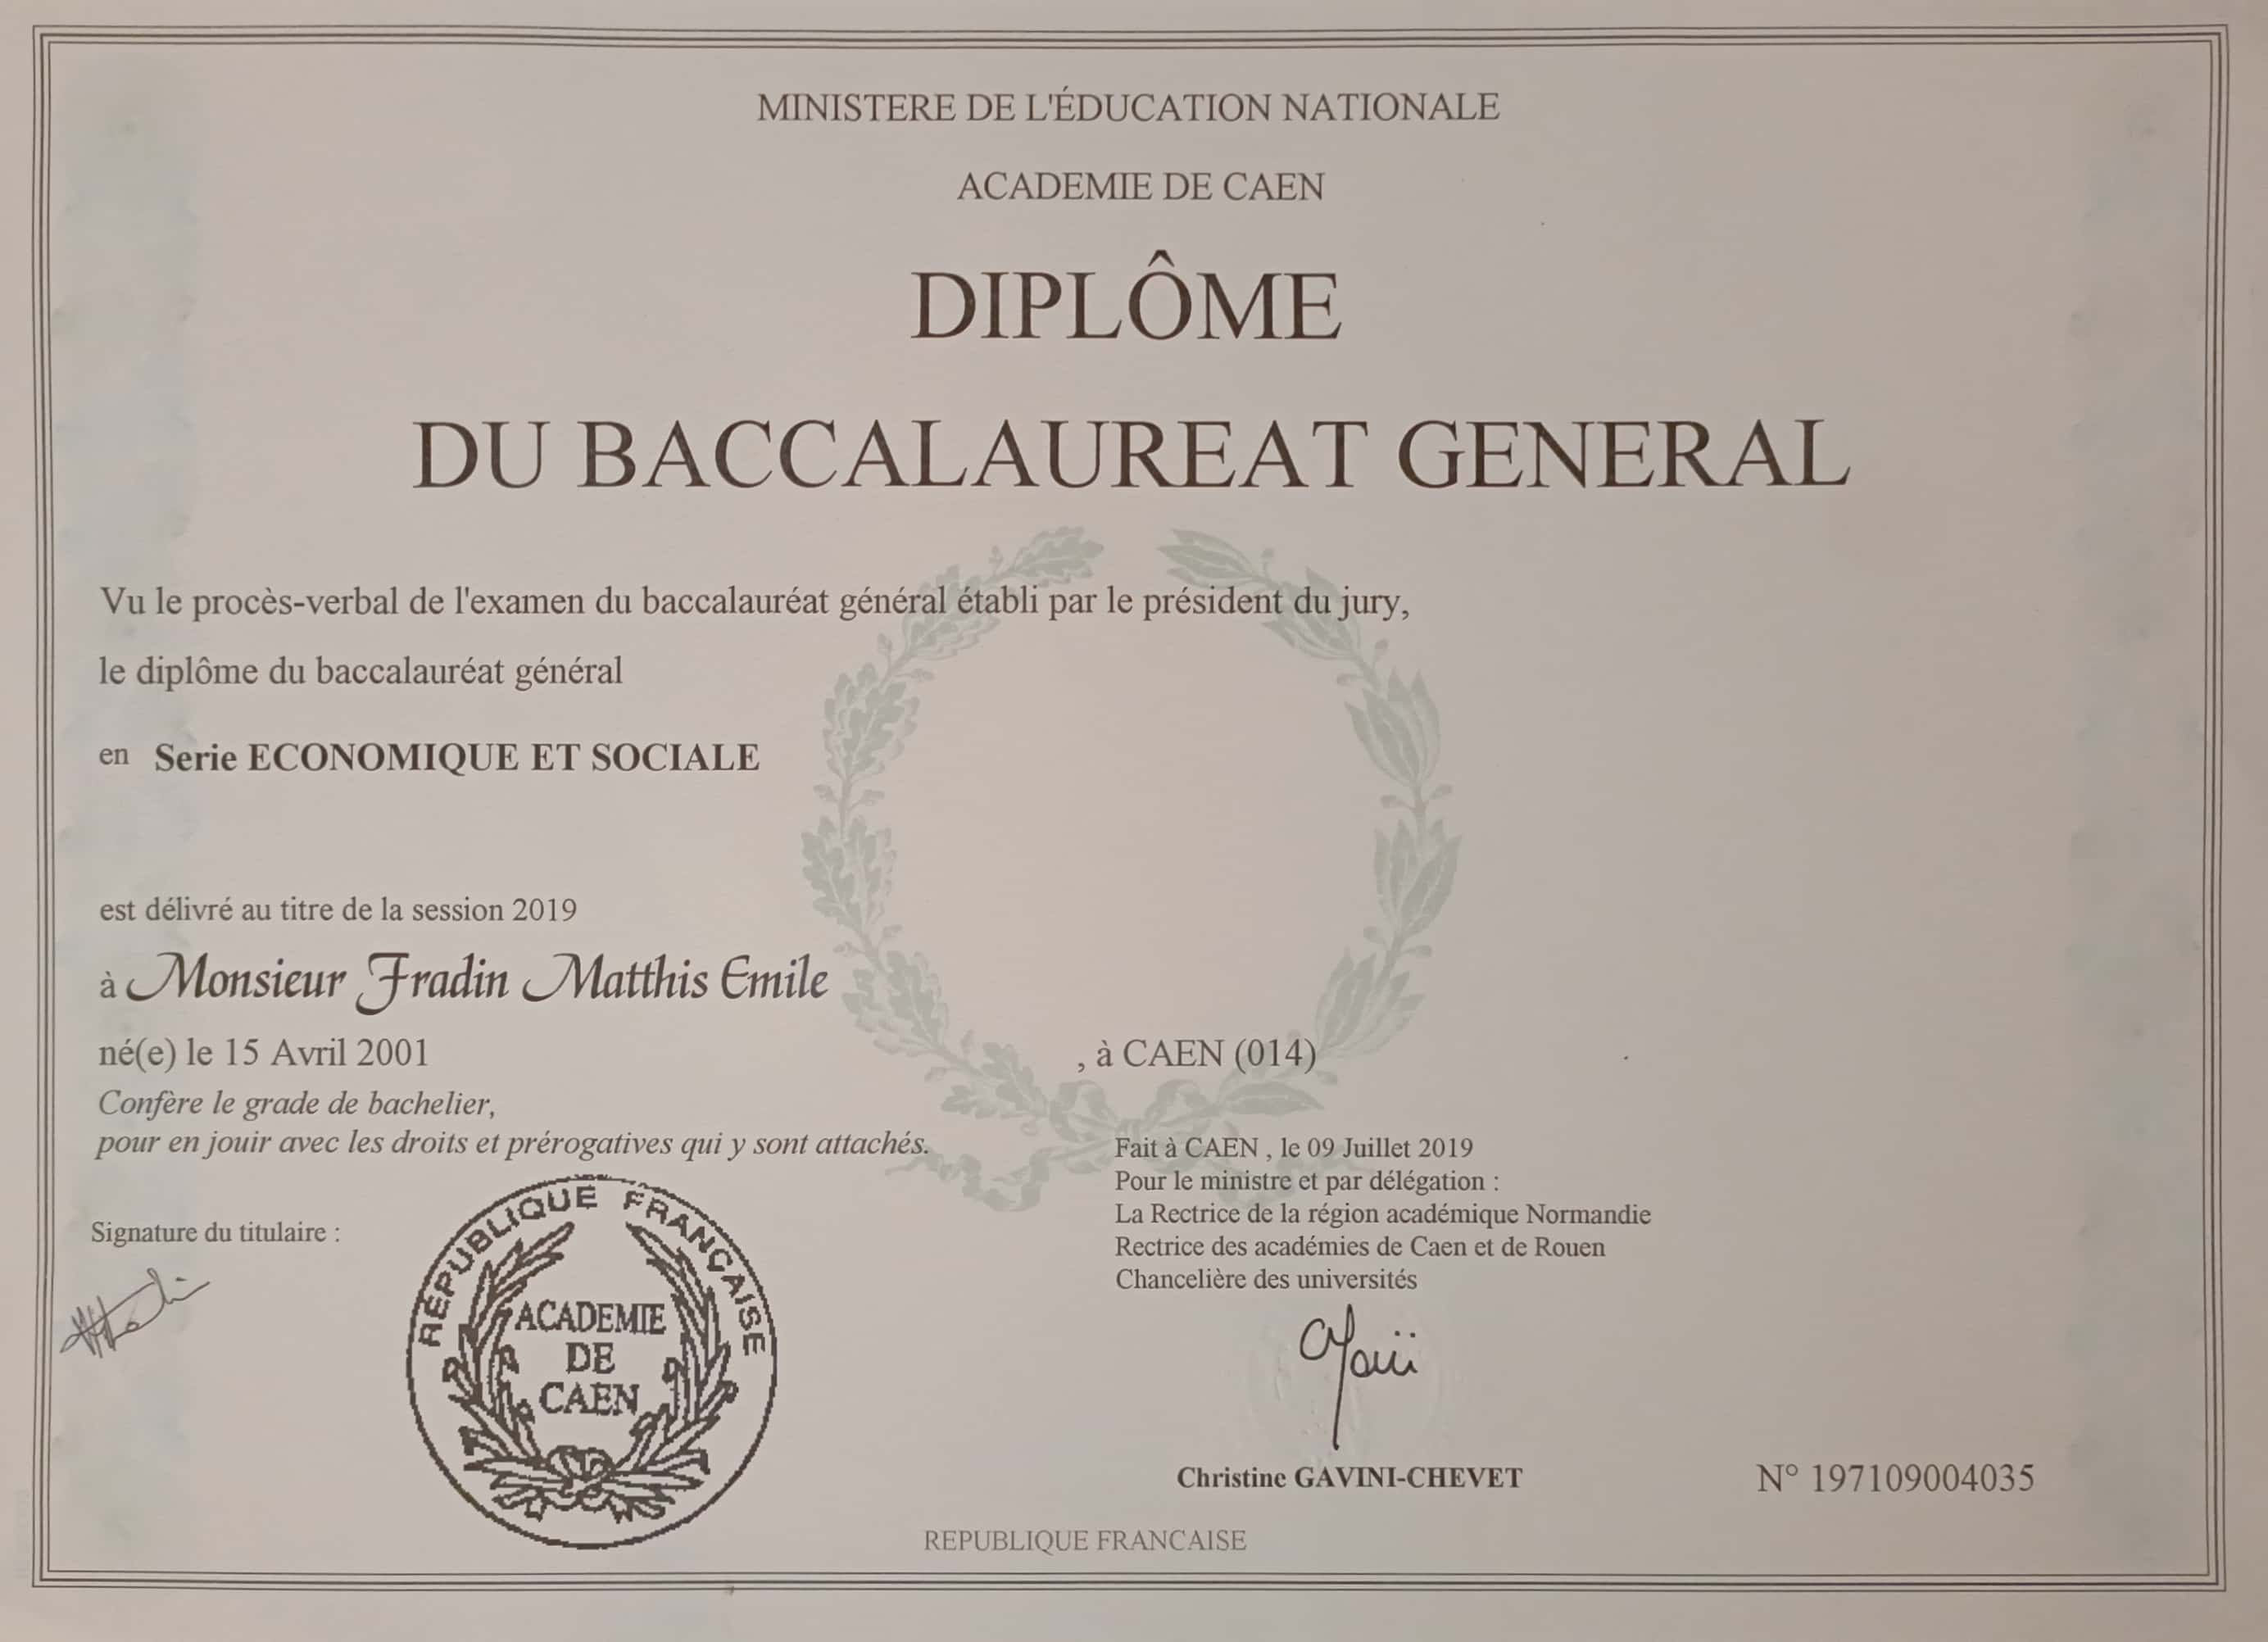 MINISTERE DE L'ÉDUCATION NATIONALE
ACADEMIE DE CAEN
DIPLÔME
DU BACCALAUREAT GENERAL
Vu le procès-verbal de l'examen du baccalauréat général établi par le président du jury,
le diplôme du baccalauréat général
en Serie ECONOMIQUE ET SOCIALE
est délivré au titre de la session 2019
à Monsieur Fradin Matthis Emile
né(e) le 15 Avril 2001 , à CAEN (014)
Confère le grade de bachelier,
pour en jouir avec les droits et prérogatives qui y sont attachés.
Fait à CAEN , le 09 Juillet 2019
Pour le ministre et par délégation :
La Rectrice de la région académique Normandie
Rectrice des académies de Caen et de Rouen
Chancelière des universités
Signature du titulaire :
REPUBLIQUE FRANCAISE
ACADEMIE
DE
CAEN
Christine GAVINI-CHEVET
N° 197109004035
REPUBLIQUE FRANCAISE